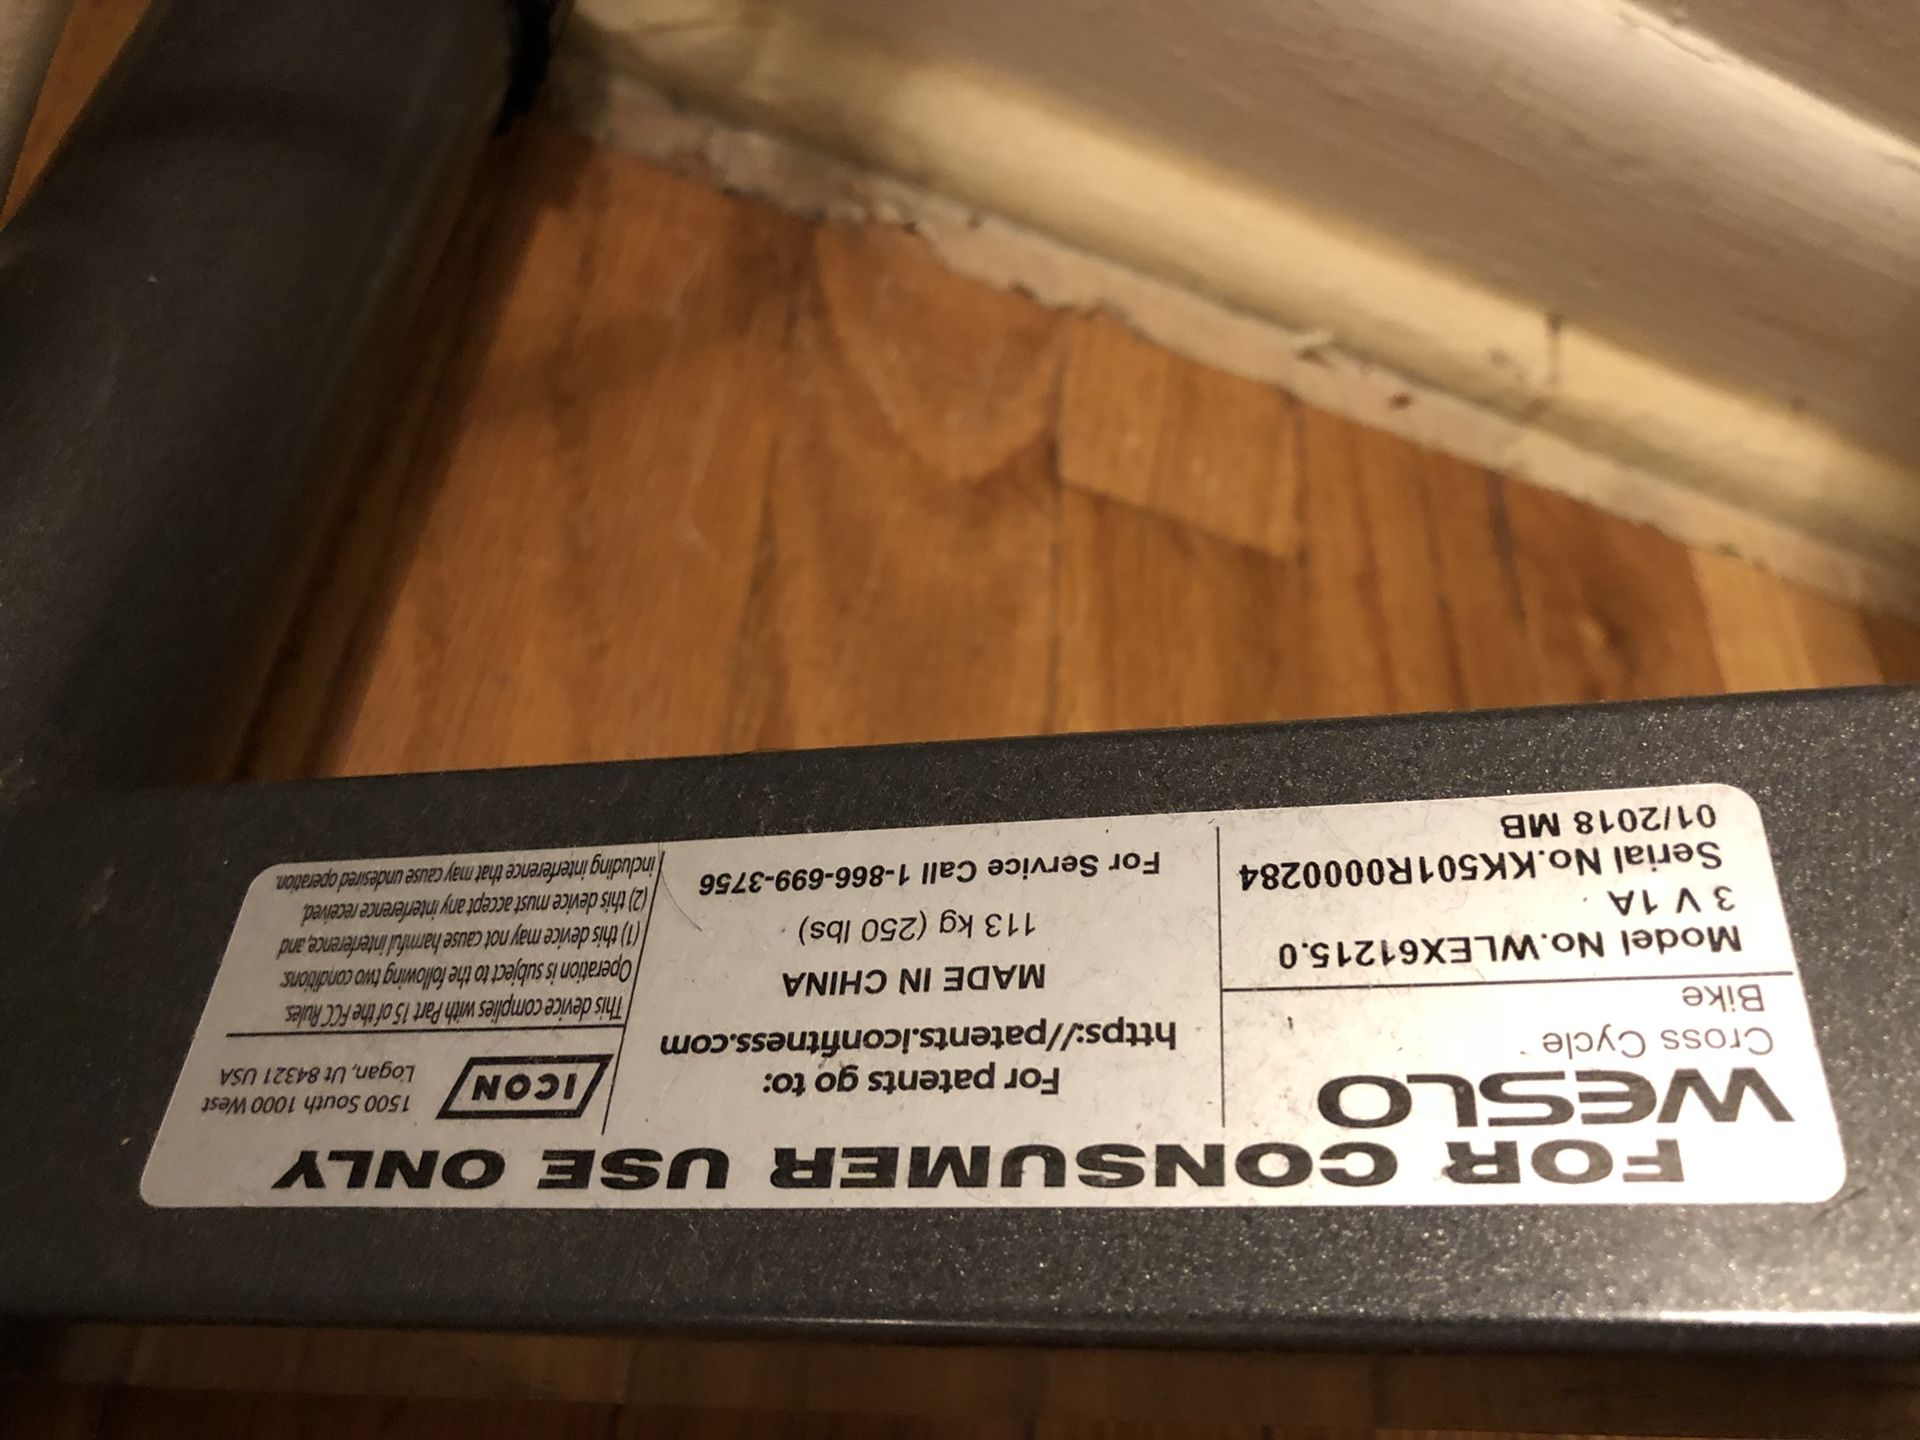 FOR CONSUMER USE ONLY
WESLO
Cross Cycle
Bike
Model No.WLEX61215.0
3 V 1A
Serial No.KK501R0000284
01/2018 MB
For patents go to:
https://patents.iconfitness.com
MADE IN CHINA
113 kg (250 lbs)
For Service Call 1-866-699-3756
ICON
1500 South 1000 West
Logan, Ut 84321 USA
This device complies with Part 15 of the FCC Rules.
Operation is subject to the following two conditions:
(1) this device may not cause harmful interference, and
(2) this device must accept any interference received,
including interference that may cause undesired operation.